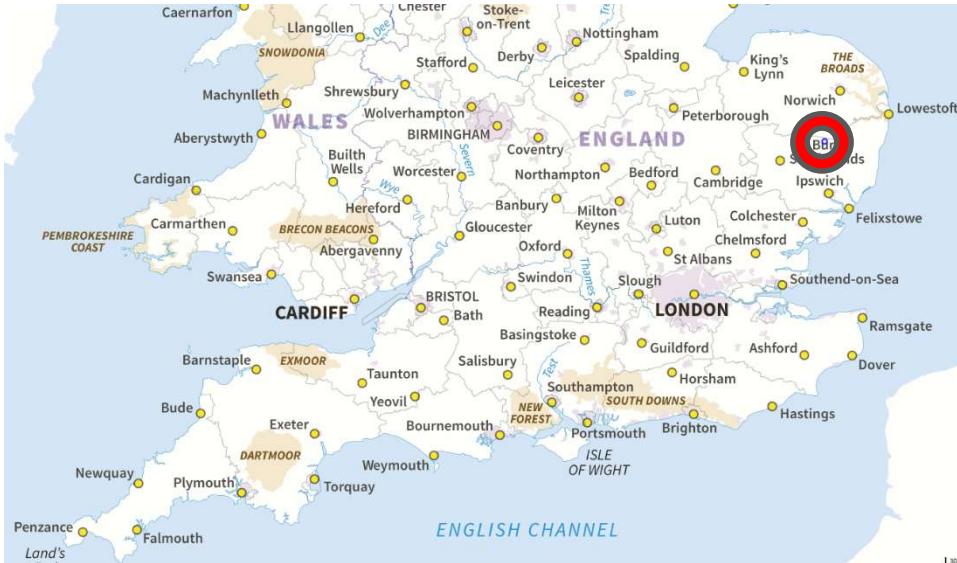 Caernarfon
Llangollen
Chester
Dee
Stoke-
on-Trent
Nottingham
Derby
Stafford
SNOWDONIA
Spalding
King's
Lynn
THE
BROADS
Norwich
Lowestoft
Machynlleth
Shrewsbury
Leicester
Wolverhampton
Peterborough
WALES
BIRMINGHAM
ENGLAND
Aberystwyth
Coventry
Severn
Builth
Wells
Worcester
Northampton
Bedford
Cambridge
Ipswich
Cardigan
Wye
Hereford
Banbury
Milton
Keynes
Colchester
Felixstowe
Carmarthen
BRECON BEACONS
Gloucester
Luton
PEMBROKESHIRE
COAST
Abergavenny
Oxford
St Albans
Chelmsford
Swansea
Swindon
Thames
Slough
Southend-on-Sea
CARDIFF
BRISTOL
Bath
Reading
LONDON
Ramsgate
Basingstoke
Barnstaple
EXMOOR
Salisbury
Guildford
Ashford
Dover
Taunton
Test
Horsham
Bude
Yeovil
Southampton
SOUTH DOWNS
NEW
FOREST
Exeter
Bournemouth
Portsmouth
Brighton
Hastings
DARTMOOR
Weymouth
ISLE
OF WIGHT
Newquay
Plymouth
Torquay
Penzance
Falmouth
ENGLISH CHANNEL
Land's